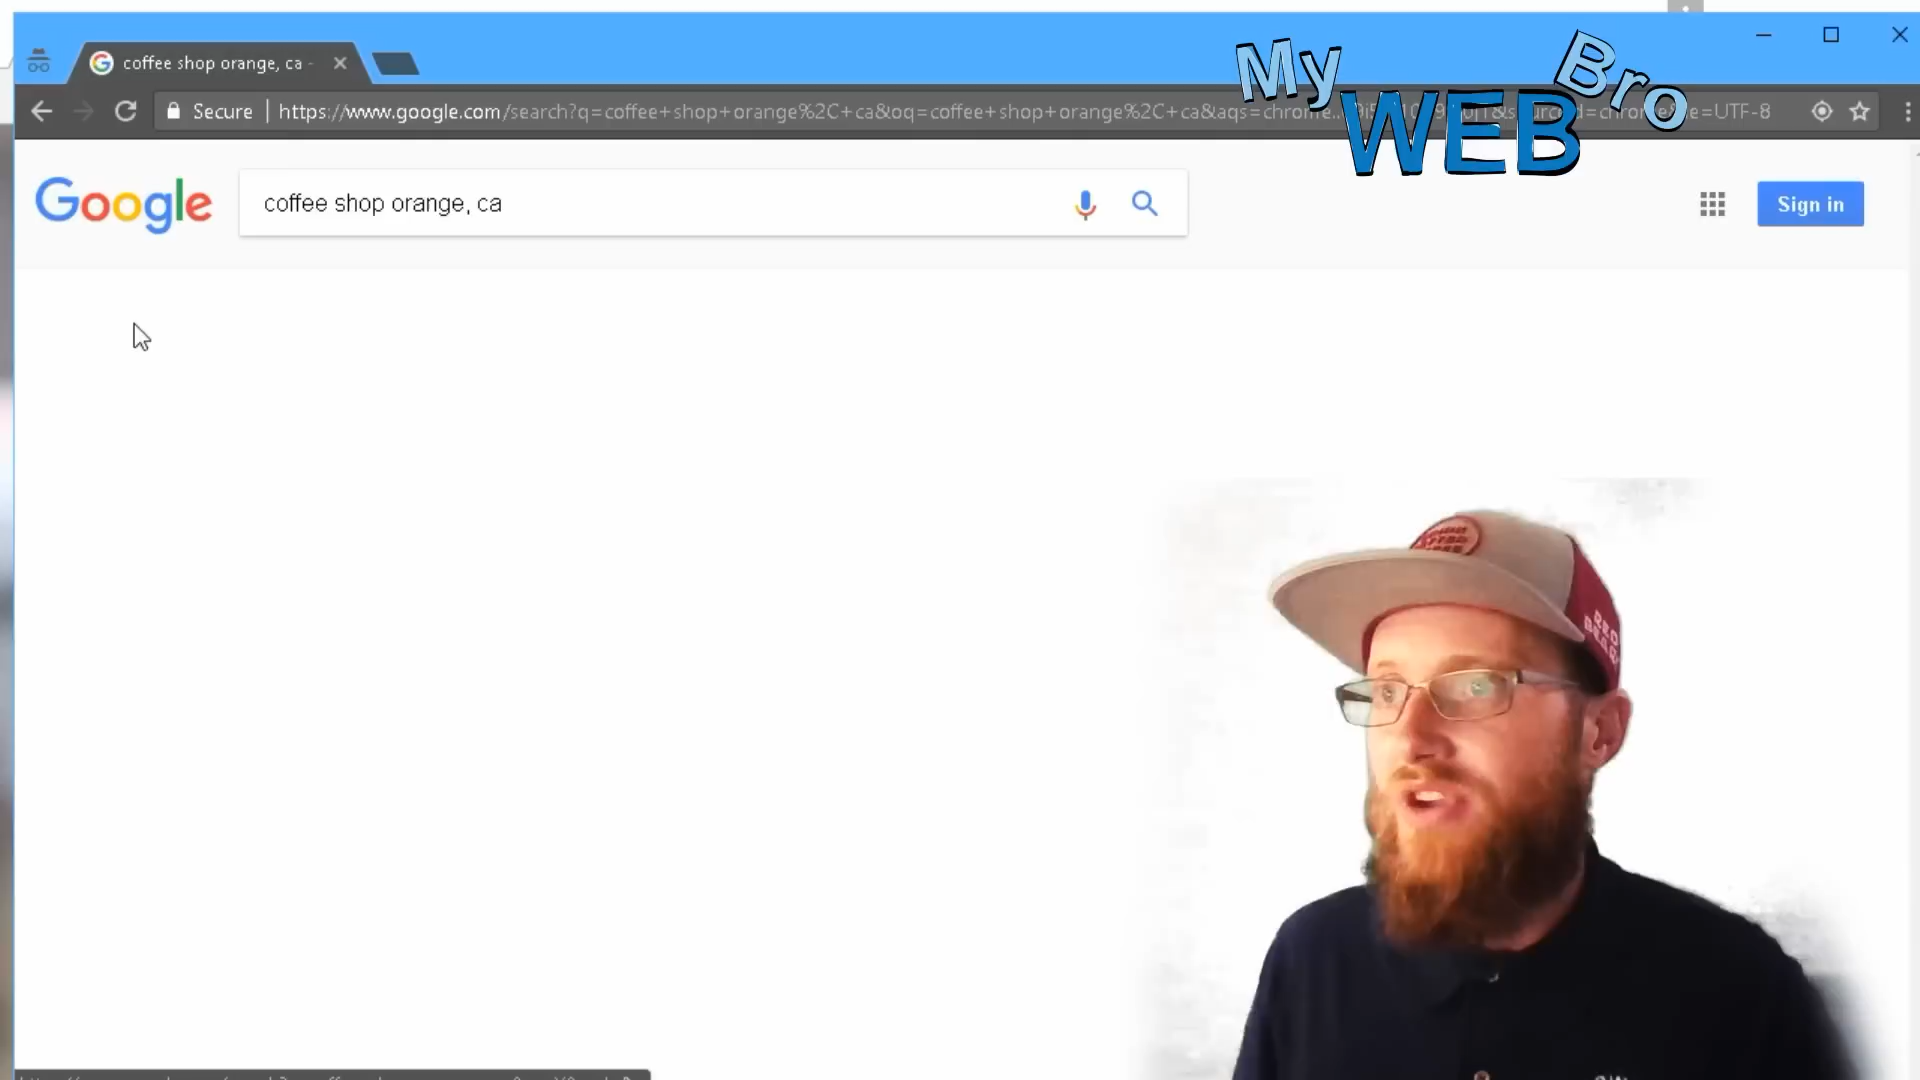 coffee shop orange, ca -
Secure
https://www.google.com/search?q=coffee+shop+orange%2C+ca&oq=coffee+shop+orange%2C+ca&aqs=chrome..
=UTF-8
My
WEB
Bro
Google
coffee shop orange, ca
Sign in